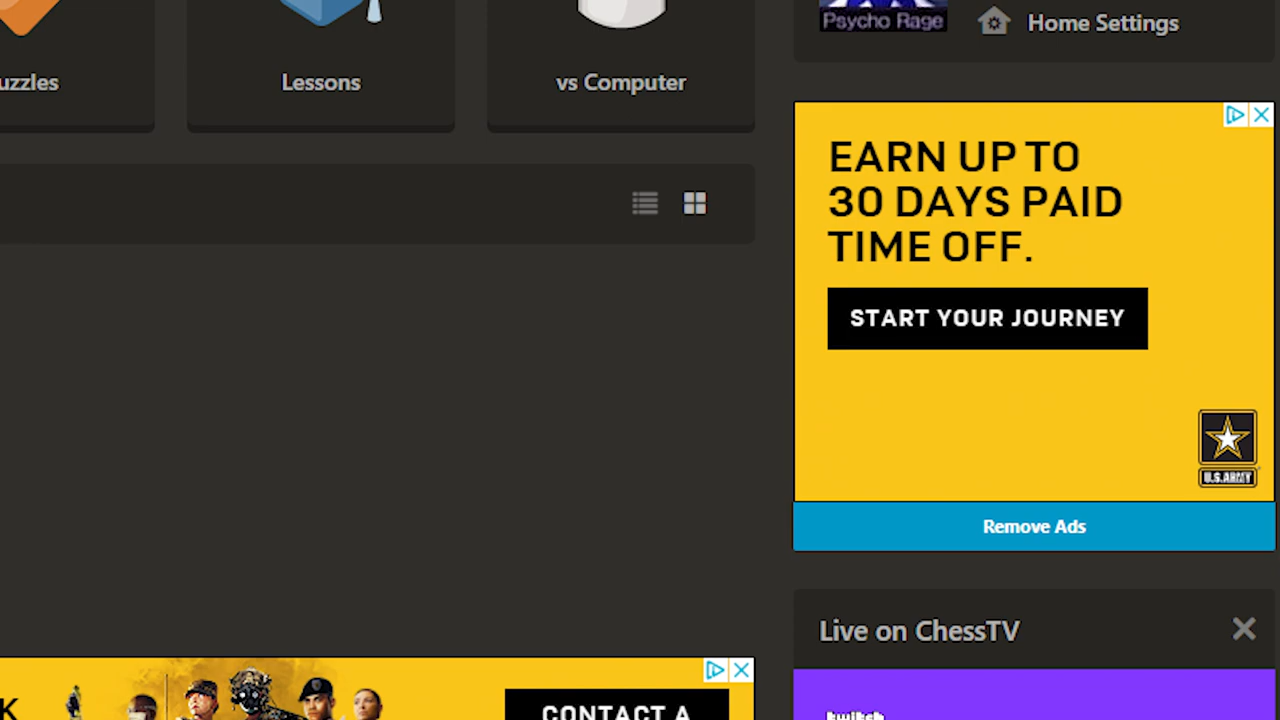 Psycho Rage
Home Settings
uzzles
Lessons
vs Computer
EARN UP TO
30 DAYS PAID
TIME OFF.
START YOUR JOURNEY
U.S.ARMY
Remove Ads
Live on ChessTV
K
CONTACT A
twitch